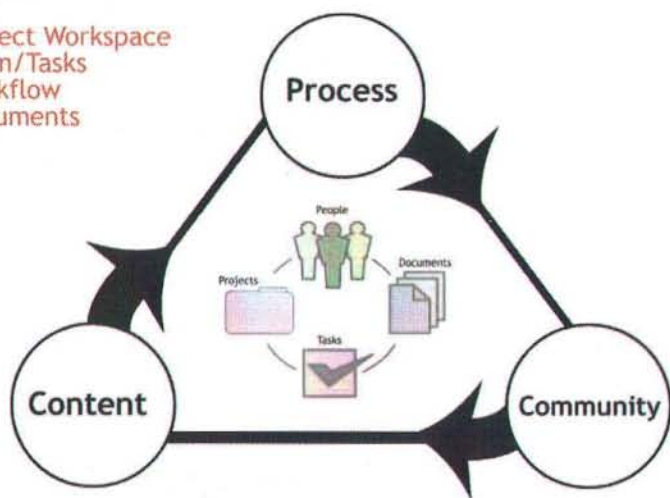 ect Workspace
n/Tasks
kflow
uments
Process
People
Projects
Documents
Tasks
Content
Community